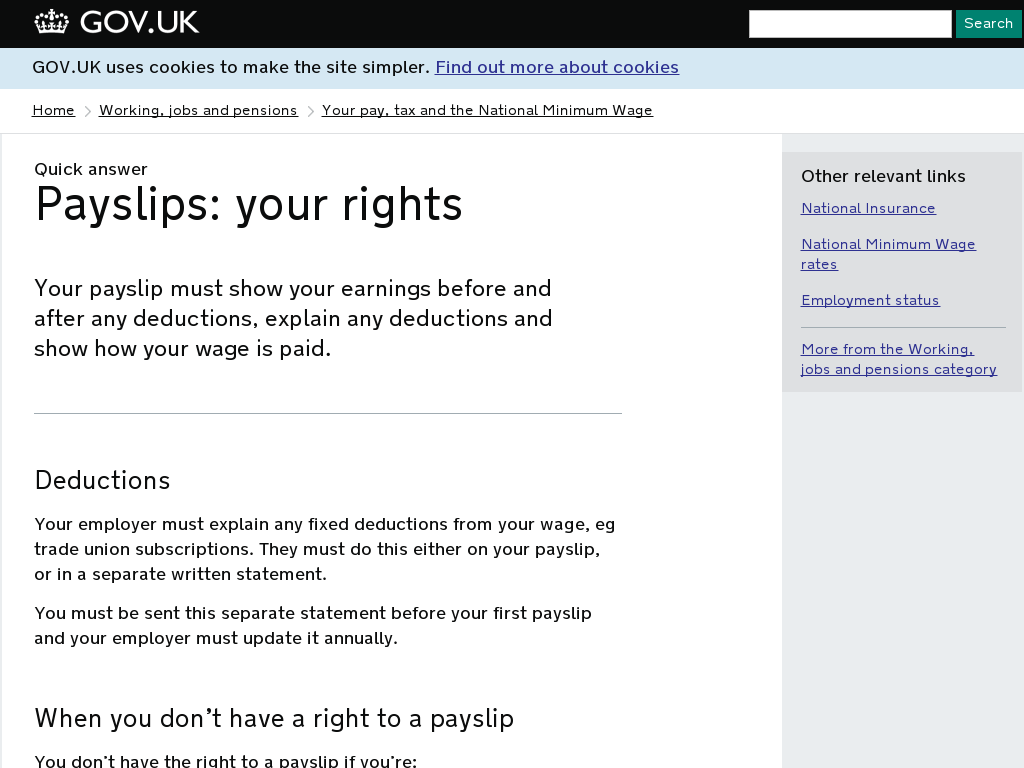 GOV.UK
Search
GOV.UK uses cookies to make the site simpler. Find out more about cookies
Home
Working, jobs and pensions
Your pay, tax and the National Minimum Wage
Quick answer
Payslips: your rights
Your payslip must show your earnings before and
after any deductions, explain any deductions and
show how your wage is paid.
Deductions
Your employer must explain any fixed deductions from your wage, eg
trade union subscriptions. They must do this either on your payslip,
or in a separate written statement.
You must be sent this separate statement before your first payslip
and your employer must update it annually.
When you don’t have a right to a payslip
You don’t have the right to a payslip if you’re:
Other relevant links
National Insurance
National Minimum Wage
rates
Employment status
More from the Working,
jobs and pensions category